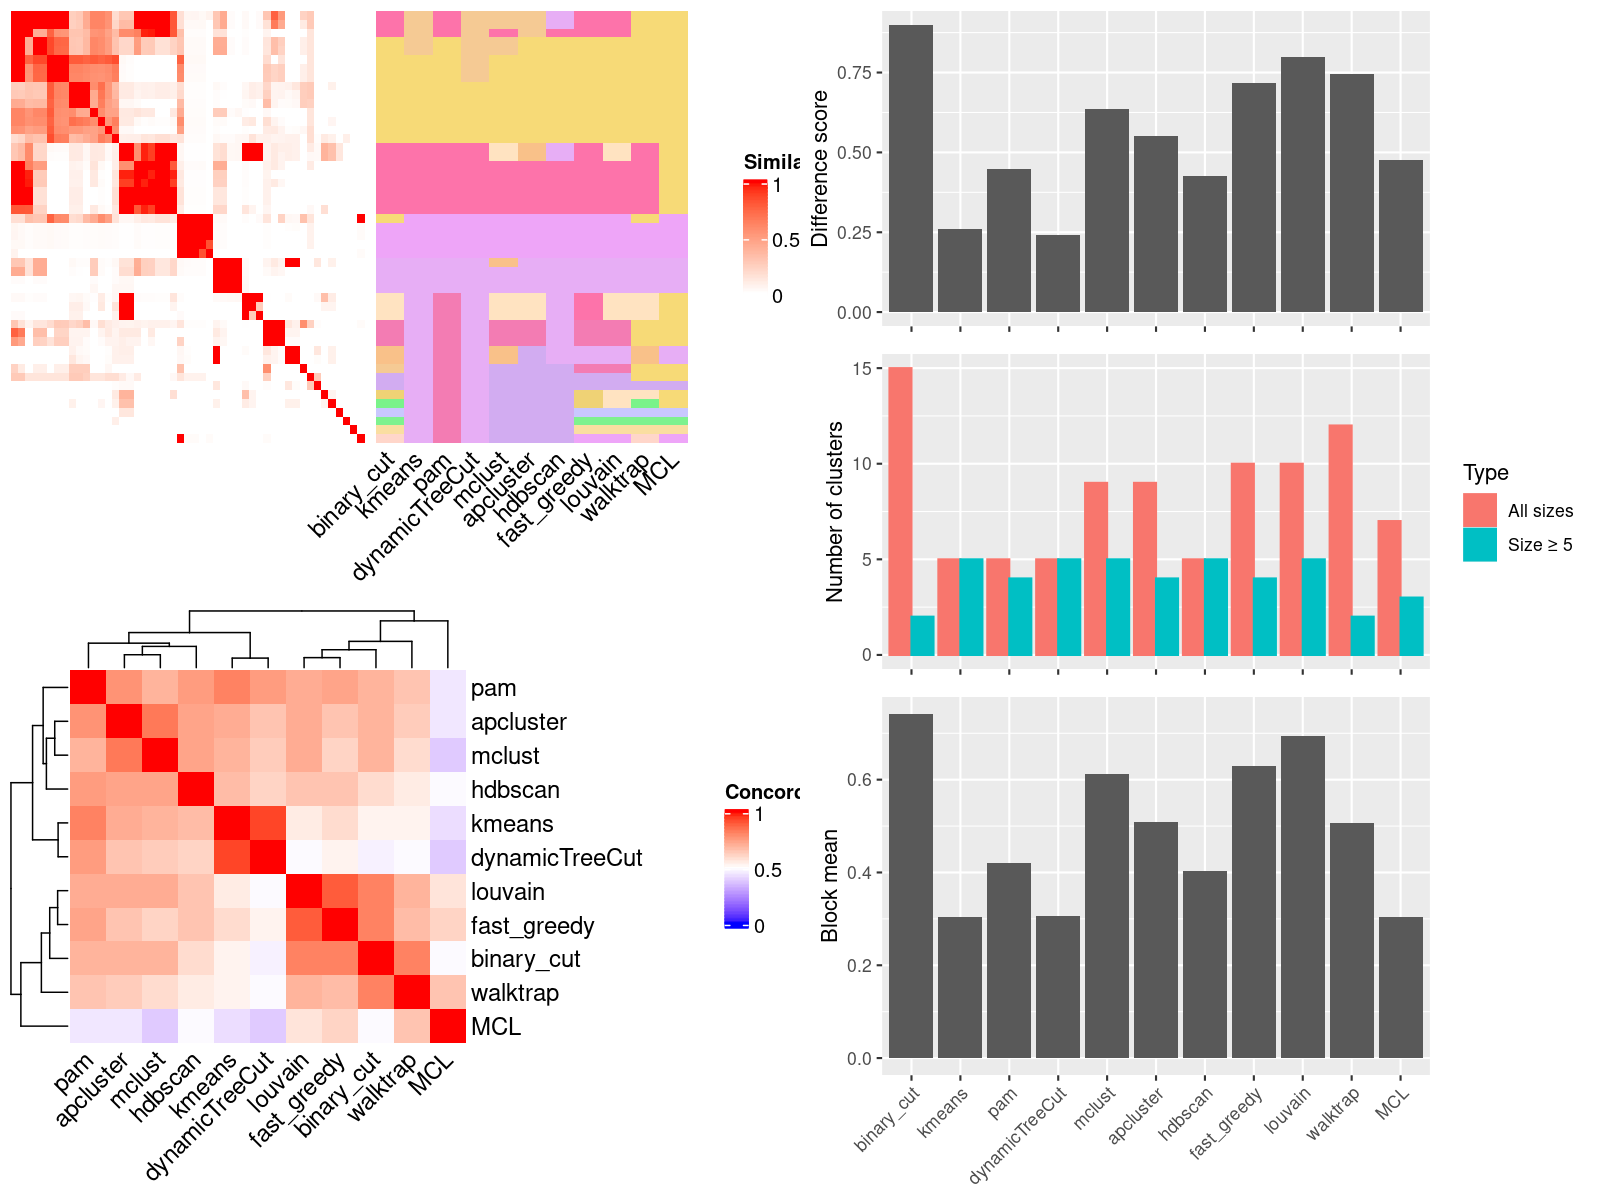 Simila
1
0.5
0
binary_cut
kmeans
pam
dynamicTreeCut
mclust
apcluster
hdbscan
fast_greedy
louvain
walktrap
MCL
pam
apcluster
mclust
hdbscan
kmeans
dynamicTreeCut
louvain
fast_greedy
binary_cut
walktrap
MCL
Concord
1
0.5
0
pam
apcluster
mclust
hdbscan
kmeans
dynamicTreeCut
louvain
fast_greedy
binary_cut
walktrap
MCL
Difference score
0.75
0.50
0.25
0.00
Number of clusters
15
10
5
0
Type
All sizes
Size ≥ 5
Block mean
0.6
0.4
0.2
0.0
binary_cut
kmeans
pam
dynamicTreeCut
mclust
apcluster
hdbscan
fast_greedy
louvain
walktrap
MCL